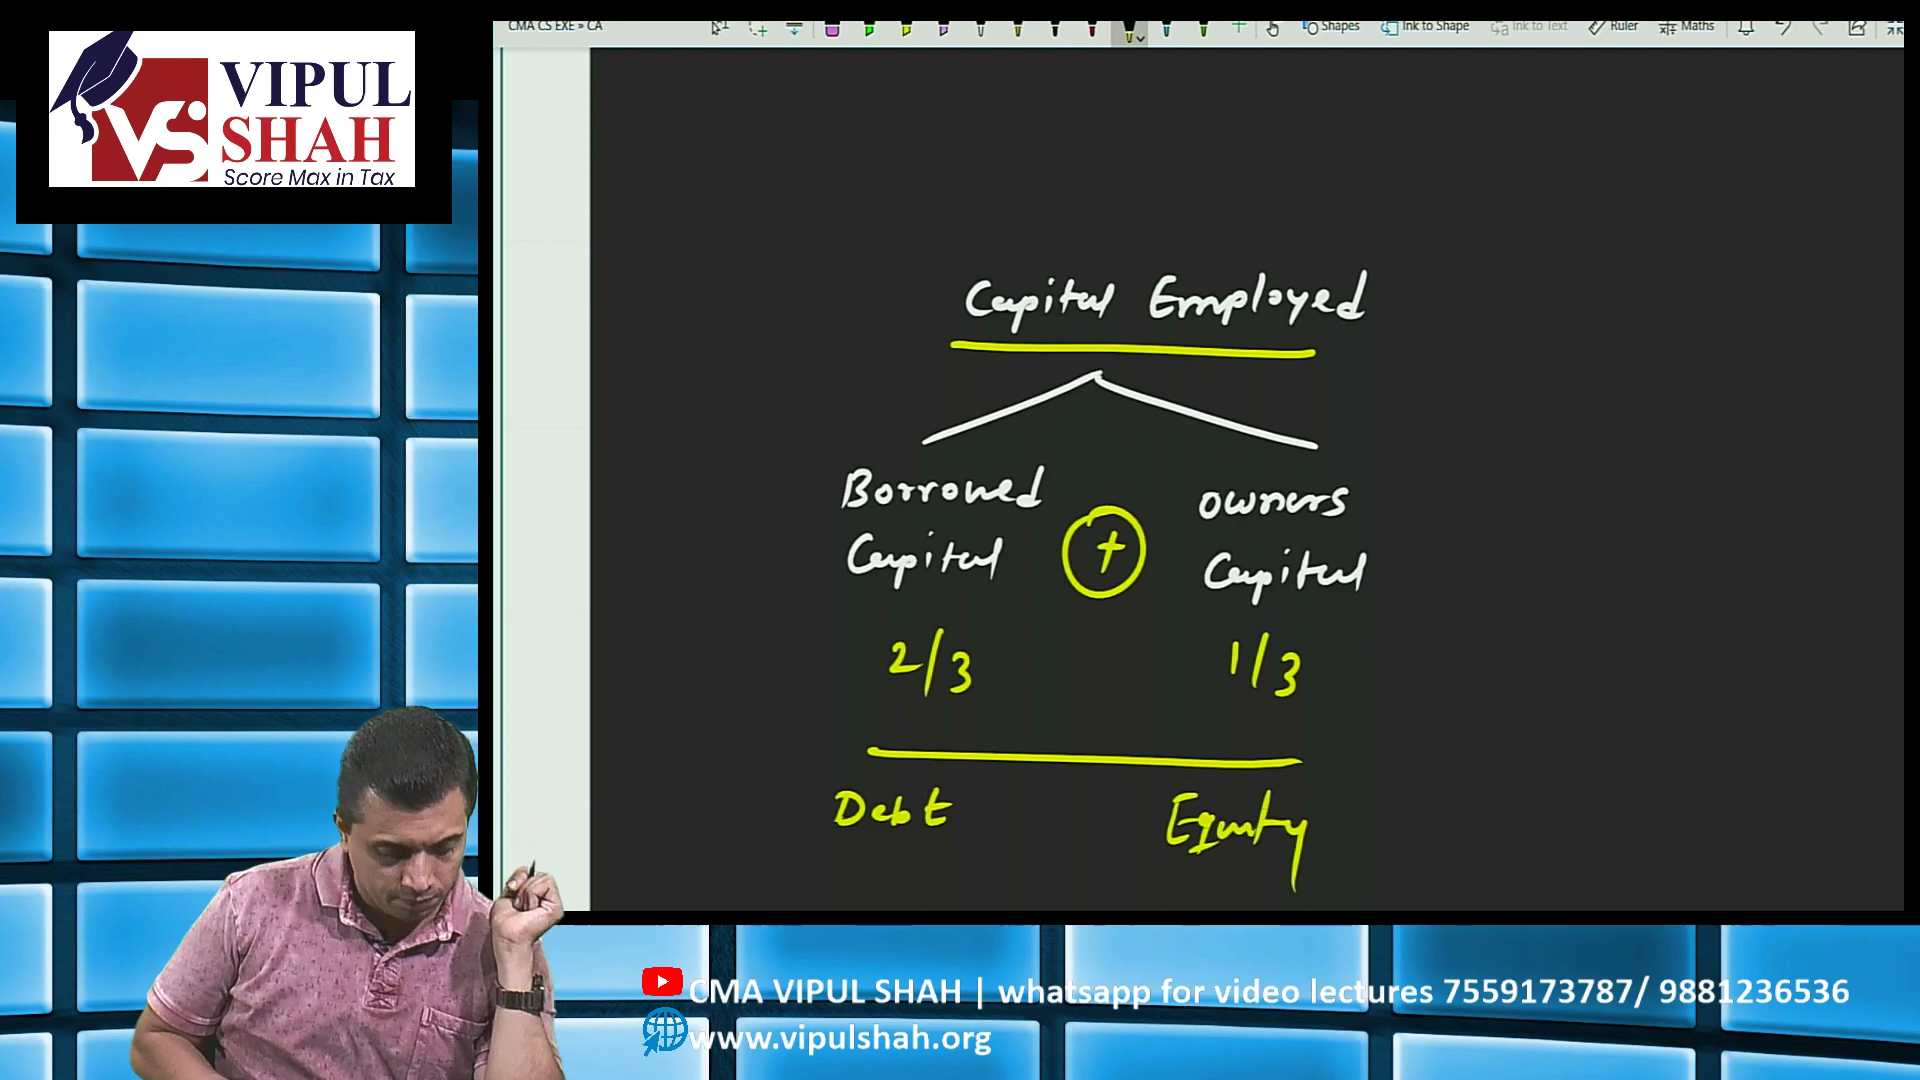 VIPUL
SHAH
Score Max in Tax
VS
CMA CS EXE » CA
Shapes Ink to Shape Ink to Text Ruler Maths
Capital Employed
Borrowed Capital
+
owners Capital
2/3 1/3
Debt Equity
CMA VIPUL SHAH | whatsapp for video lectures 7559173787/ 9881236536
www.vipulshah.org